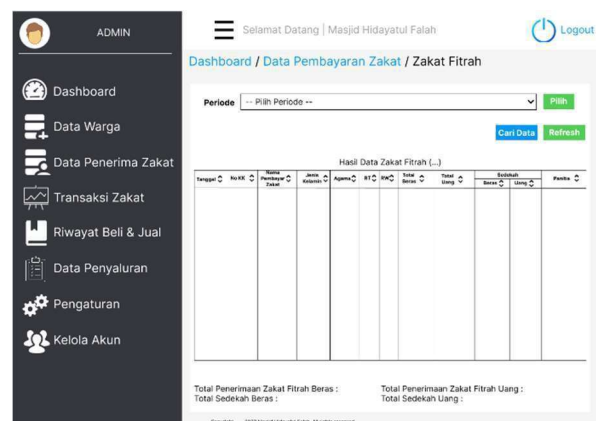 ADMIN
Selamat Datang | Masjid Hidayatul Falah
Logout
Dashboard / Data Pembayaran Zakat / Zakat Fitrah
Dashboard
Data Warga
Data Penerima Zakat
Transaksi Zakat
Riwayat Beli & Jual
Data Penyaluran
Pengaturan
Kelola Akun
Periode
-- Pilih Periode --
Pilih
Cari Data
Refresh
Hasil Data Zakat Fitrah (...)
Tanggal
No KK
Nama Pembayar Zakat
Jenis Kelamin
Agama
RT
RW
Total Beras
Total Uang
Sedekah
Beras
Uang
Panitia
Total Penerimaan Zakat Fitrah Beras :
Total Sedekah Beras :
Total Penerimaan Zakat Fitrah Uang :
Total Sedekah Uang :